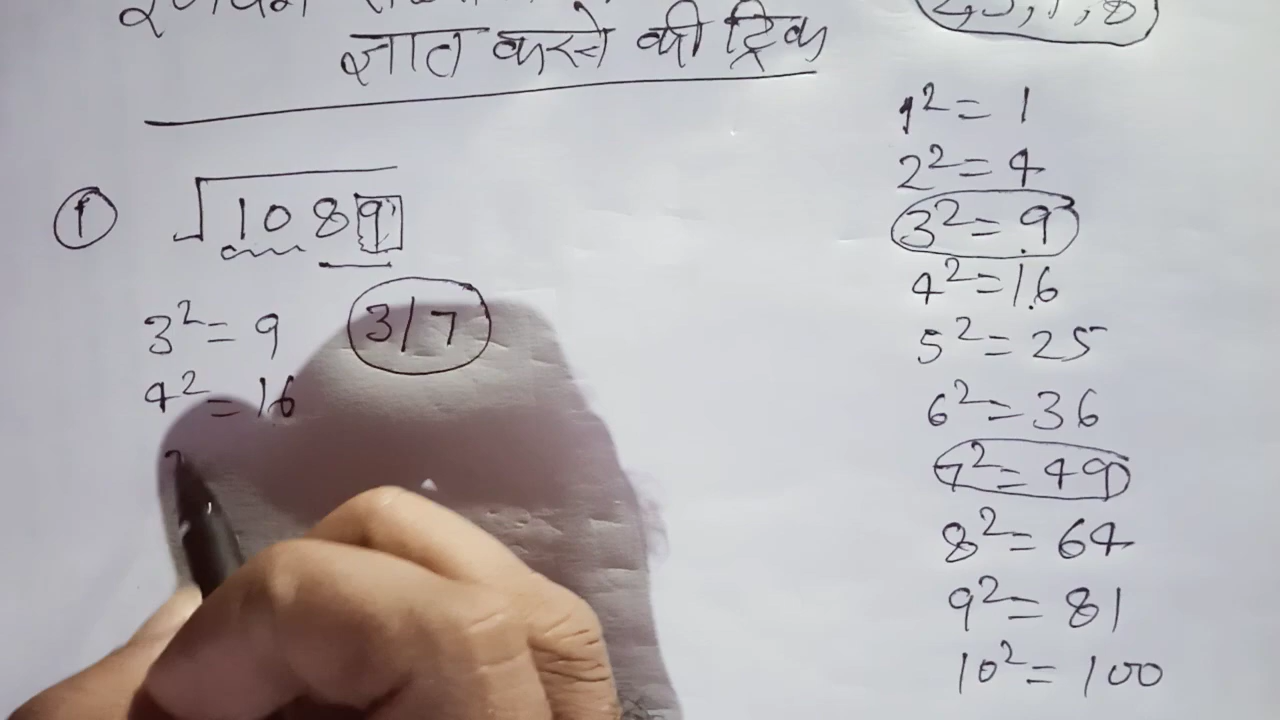 ज्ञात करने की ट्रिक
① √1089
3² = 9 3/7
4² = 16
1² = 1
2² = 4
3² = 9
4² = 16
5² = 25
6² = 36
7² = 49
8² = 64
9² = 81
10² = 100